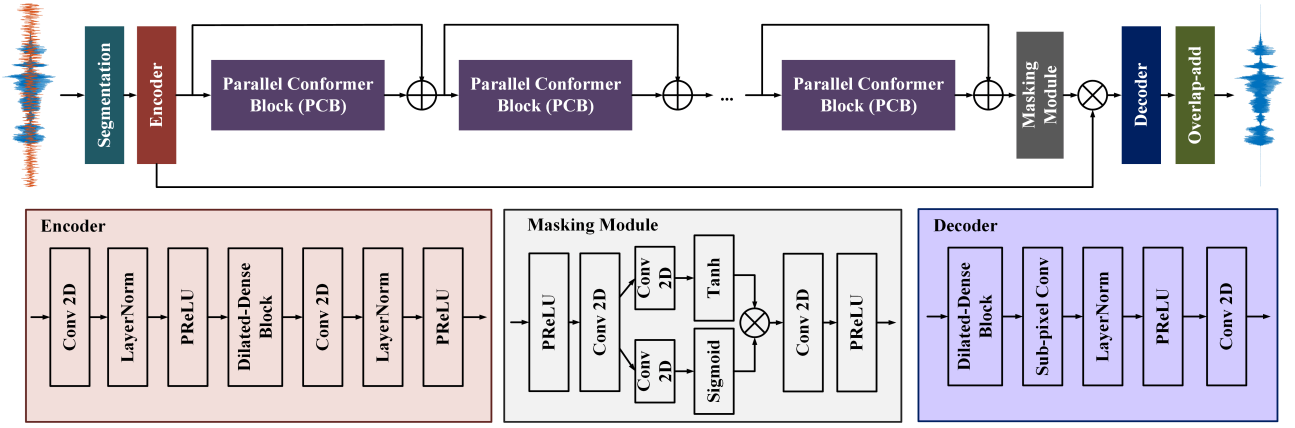 Segmentation
Encoder
Parallel Conformer
Block (PCB)
Parallel Conformer
Block (PCB)
...
Parallel Conformer
Block (PCB)
Masking
Module
Decoder
Overlap-add
Encoder
Conv 2D
LayerNorm
PReLU
Dilated-Dense
Block
Conv 2D
LayerNorm
PReLU
Masking Module
PReLU
Conv 2D
Conv
2D
Tanh
Conv
2D
Sigmoid
Conv 2D
PReLU
Decoder
Dilated-Dense
Block
Sub-pixel Conv
LayerNorm
PReLU
Conv 2D